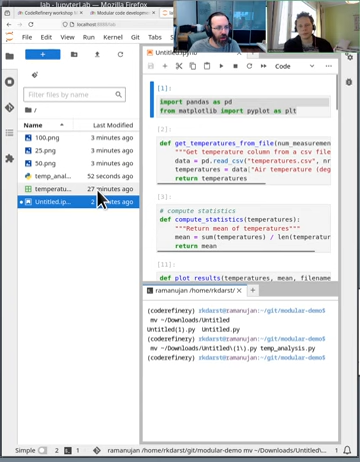 lab - JupyterLab — Mozilla Firefox
CodeRefinery workshop
Modular code developmen
localhost:8888/lab
File Edit View Run Kernel Tabs Settings
Filter files by name
/
Name Last Modified
100.png 3 minutes ago
25.png 3 minutes ago
50.png 3 minutes ago
temp_anal... 52 seconds ago
temperatu... 27 minutes ago
Untitled.ip... 2 minutes ago
Untitled.ipynb
Code
[1]:
import pandas as pd
from matplotlib import pyplot as plt
[2]:
def get_temperatures_from_file(num_measuremen
"""Get temperature column from a csv file
data = pd.read_csv("temperatures.csv", nr
temperatures = data["Air temperature (deg
return temperatures
[3]:
# compute statistics
def compute_statistics(temperatures):
"""Return mean of temperatures"""
mean = sum(temperatures) / len(temperatur
return mean
def plot_results(temperatures, mean, filename
ramanujan /home/rkdarst/
(coderefinery) rkdarst@ramanujan:~/git/modular-demo$
mv ~/Downloads/Untitled
Untitled(1).py Untitled.py
(coderefinery) rkdarst@ramanujan:~/git/modular-demo$
mv ~/Downloads/Untitled\(1\).py temp_analysis.py
(coderefinery) rkdarst@ramanujan:~/git/modular-demo$
Simple 2 1 ramanujan /home/rkdarst/git/modular-demo mv ~/Downloads/Untitled\... 1